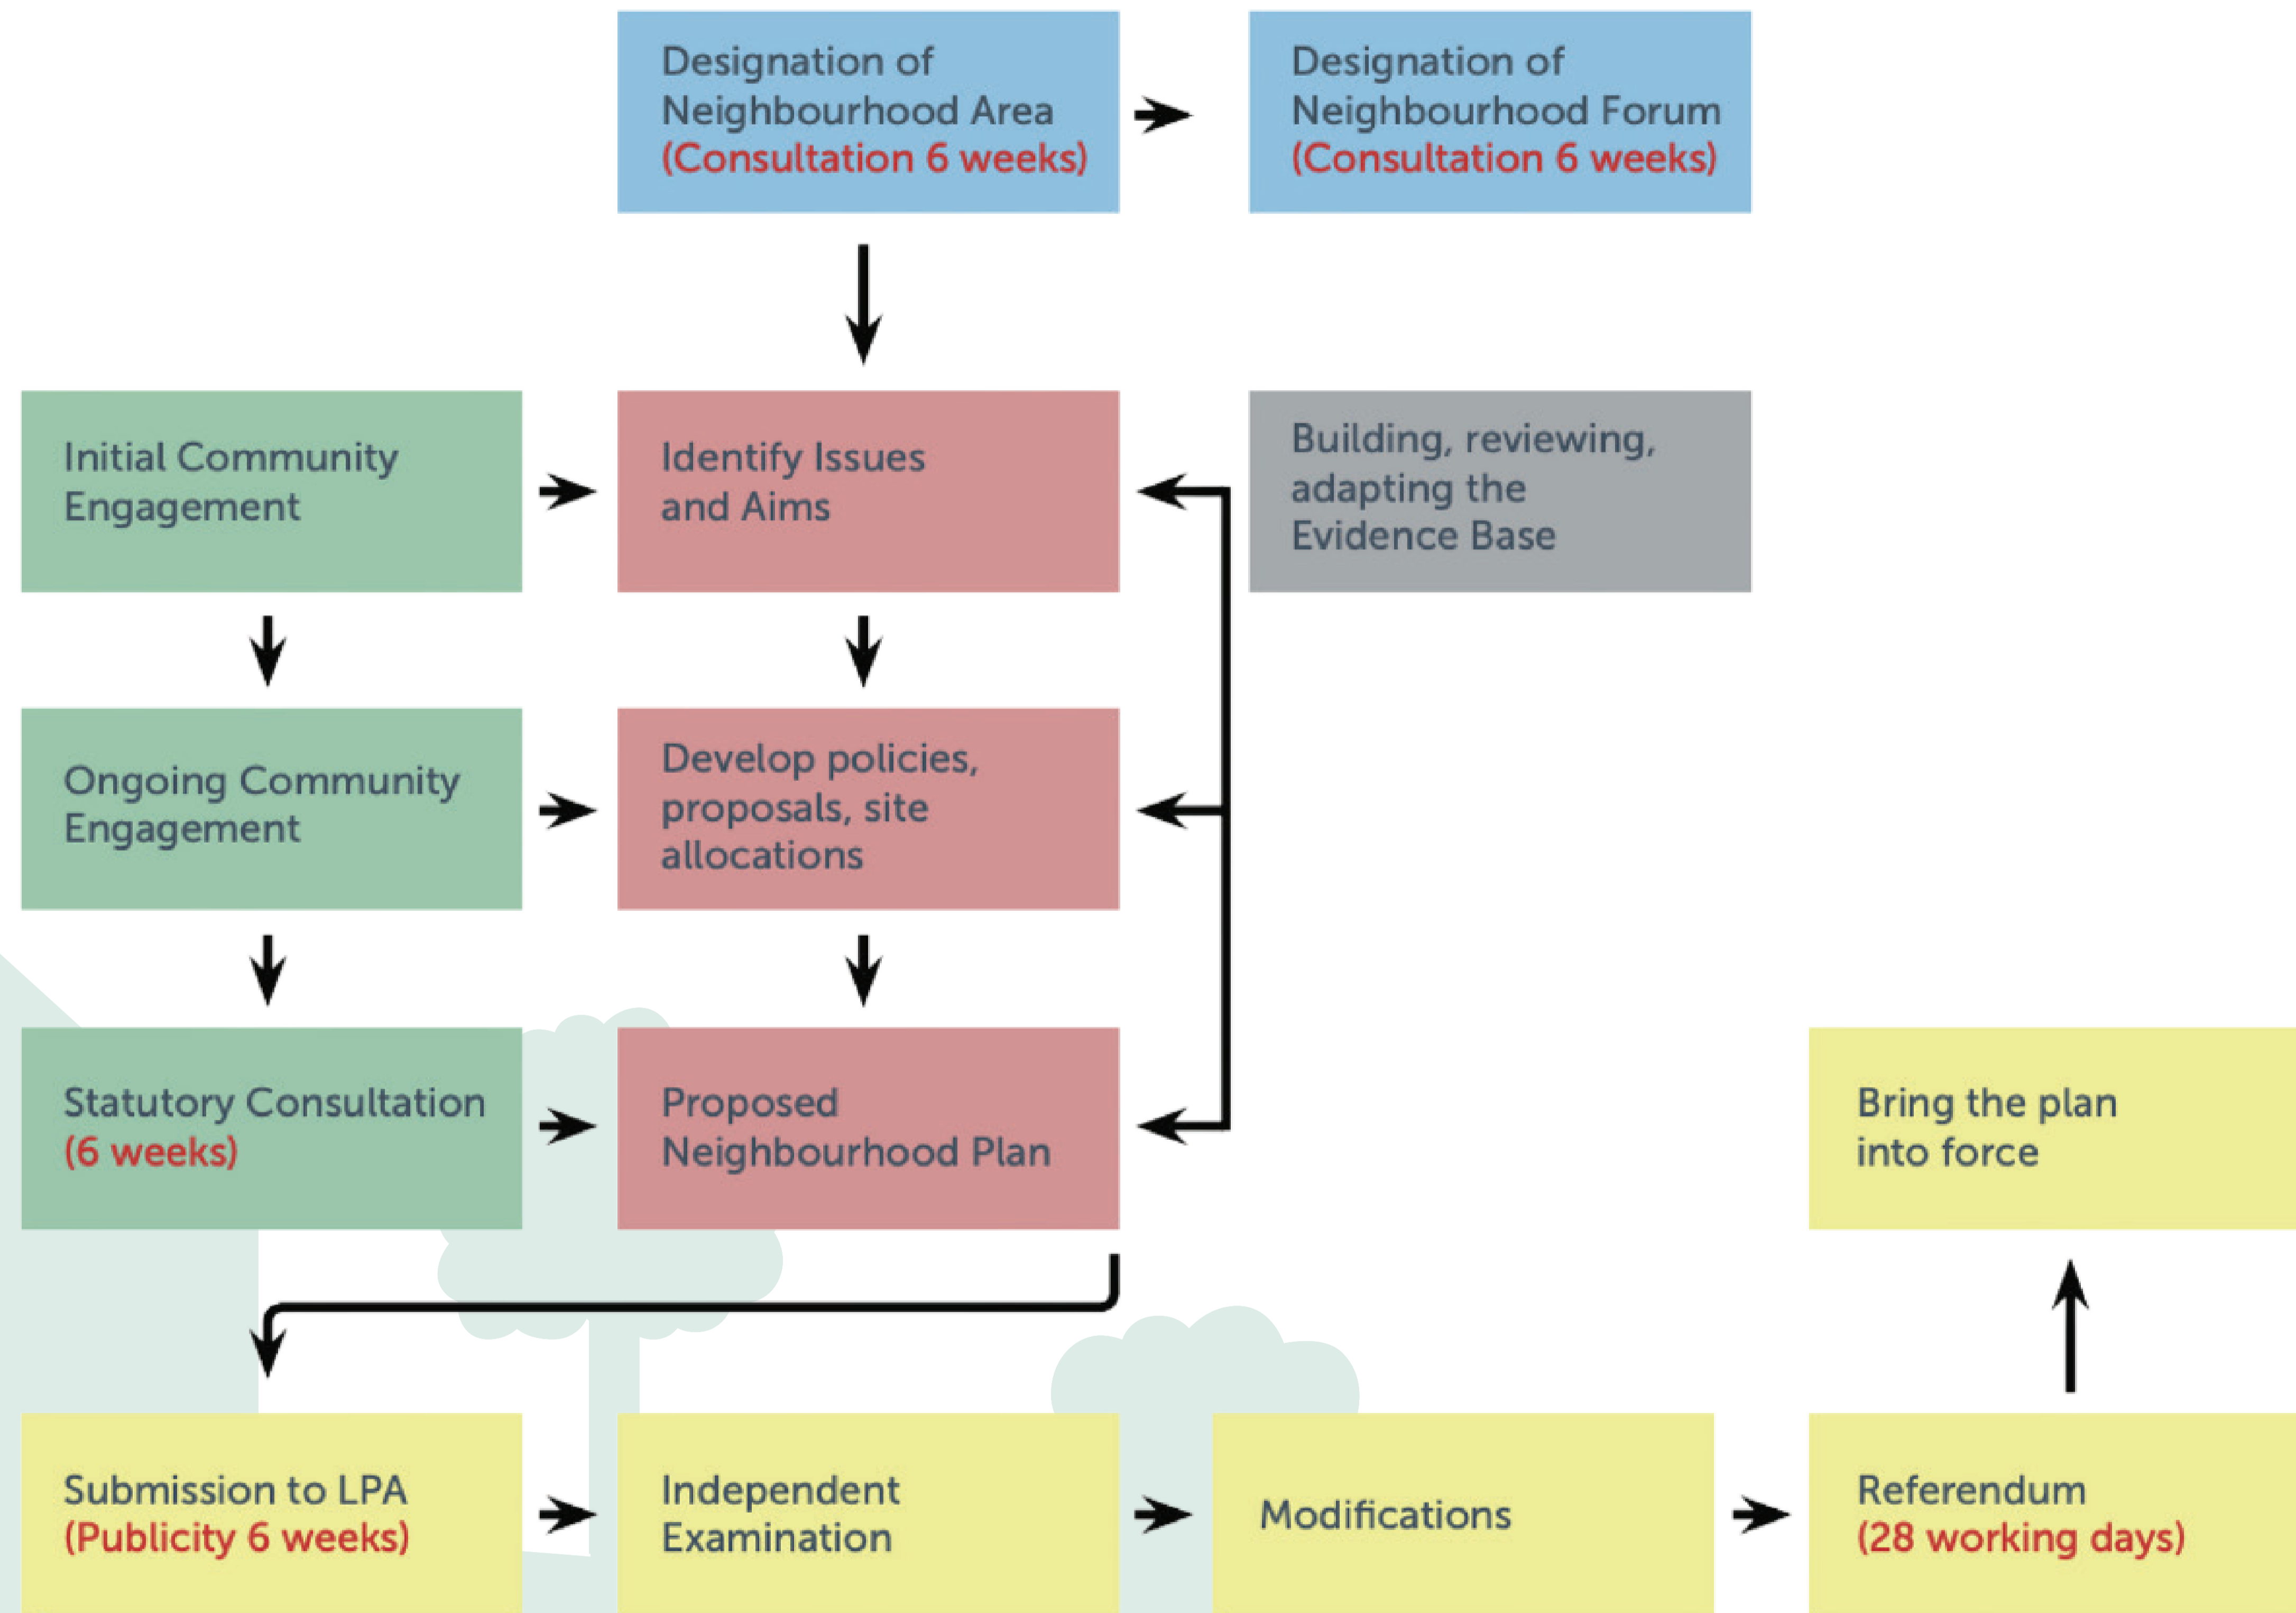 Designation of
Neighbourhood Area
(Consultation 6 weeks)
Designation of
Neighbourhood Forum
(Consultation 6 weeks)
Initial Community
Engagement
Identify Issues
and Aims
Building, reviewing,
adapting the
Evidence Base
Ongoing Community
Engagement
Develop policies,
proposals, site
allocations
Statutory Consultation
(6 weeks)
Proposed
Neighbourhood Plan
Bring the plan
into force
Submission to LPA
(Publicity 6 weeks)
Independent
Examination
Modifications
Referendum
(28 working days)